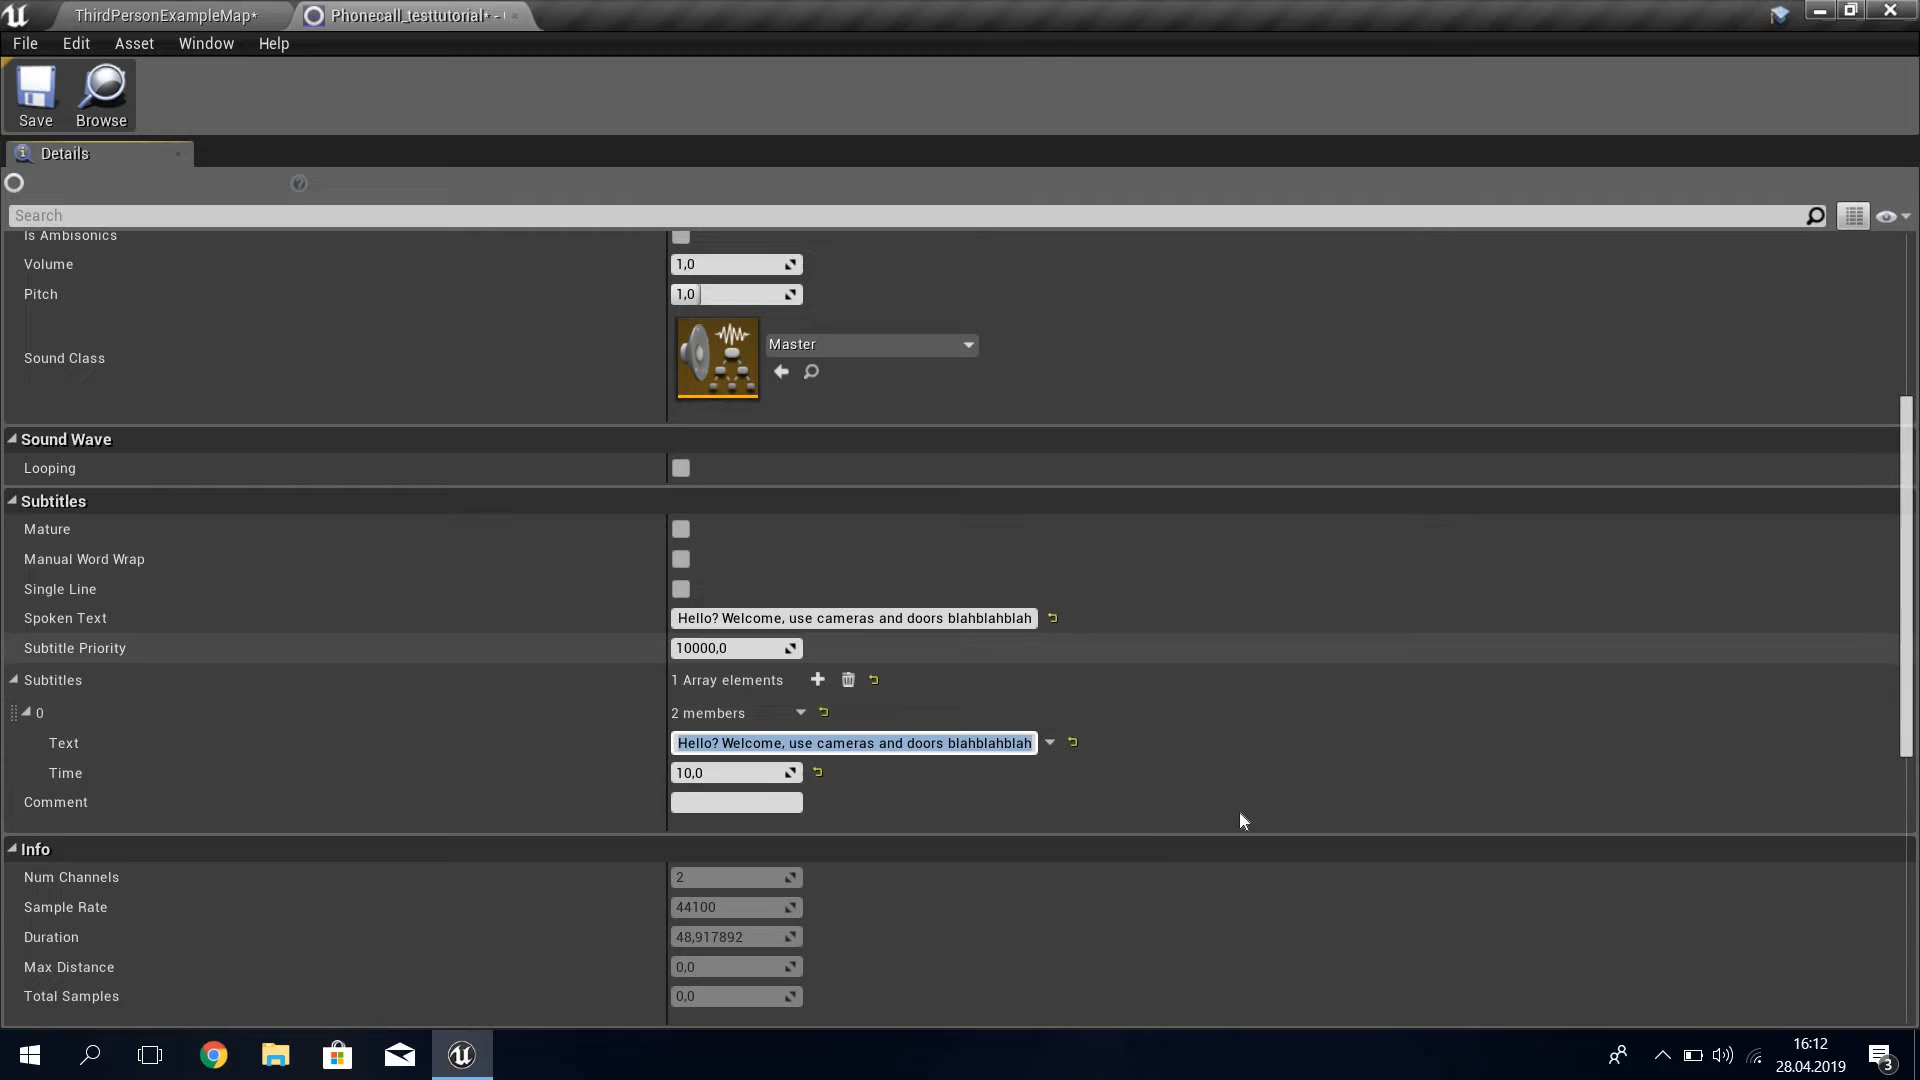 ThirdPersonExampleMap*
Phonecall_testtutorial* -
File Edit Asset Window Help
Save Browse
Details
Search
Is Ambisonics
Volume 1,0
Pitch 1,0
Sound Class Master
Sound Wave
Looping
Subtitles
Mature
Manual Word Wrap
Single Line
Spoken Text Hello? Welcome, use cameras and doors blahblahblah
Subtitle Priority 10000,0
Subtitles 1 Array elements
0 2 members
Text Hello? Welcome, use cameras and doors blahblahblah
Time 10,0
Comment
Info
Num Channels 2
Sample Rate 44100
Duration 48,917892
Max Distance 0,0
Total Samples 0,0
16:12
28.04.2019
3